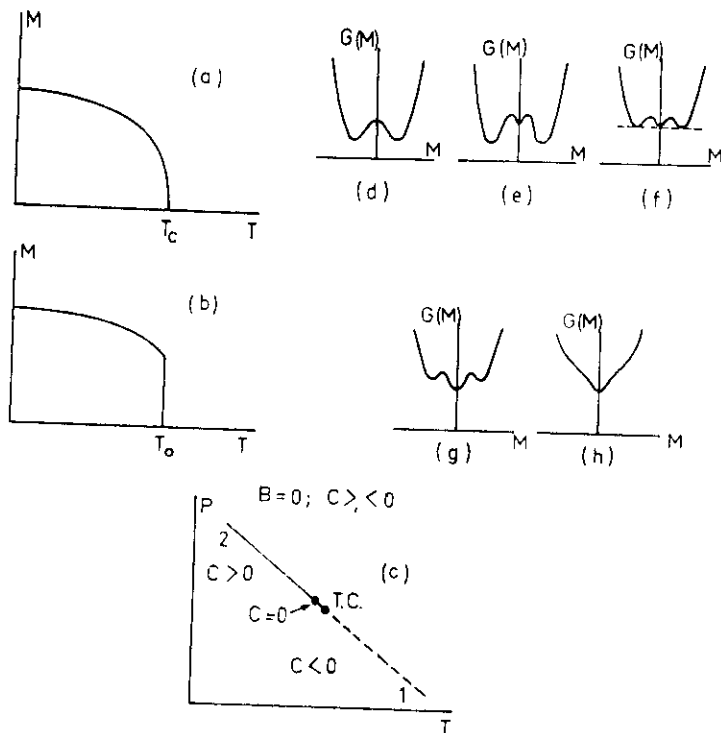 M
(a)
T_c
T
M
(b)
T_o
T
G(M)
M
(d)
G(M)
M
(e)
G(M)
M
(f)
G(M)
M
(g)
G(M)
M
(h)
B=0; C>,<0
P
2
C>0
(c)
T.C.
C=0
C<0
1
T